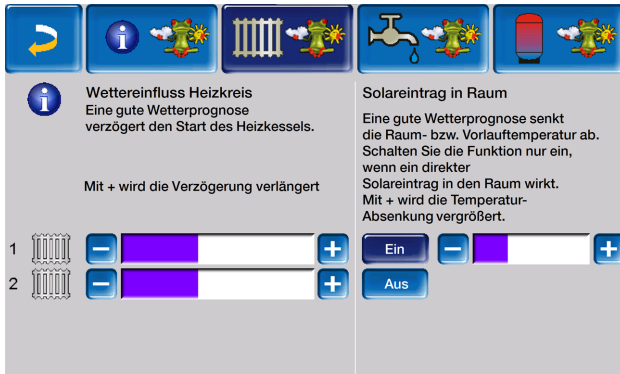 Wettereinfluss Heizkreis
Eine gute Wetterprognose
verzögert den Start des Heizkessels.
Mit + wird die Verzögerung verlängert
Solareintrag in Raum
Eine gute Wetterprognose senkt
die Raum- bzw. Vorlauftemperatur ab.
Schalten Sie die Funktion nur ein,
wenn ein direkter
Solareintrag in den Raum wirkt.
Mit + wird die Temperatur-
Absenkung vergrößert.
1
Ein
2
Aus